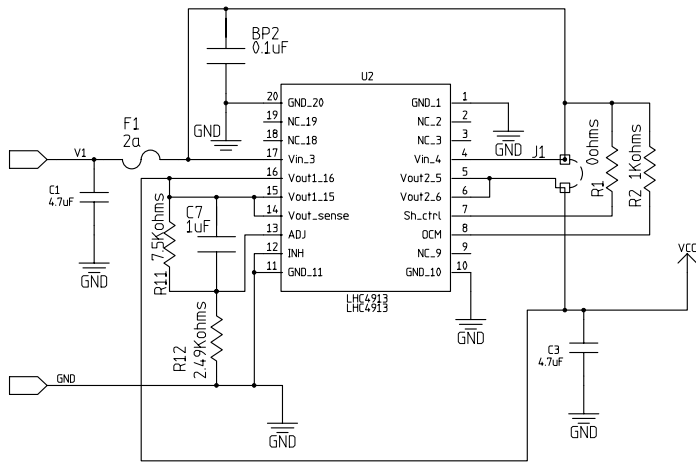 BP2
0.1uF
U2
20 GND_20
19 NC_19
18 NC_18
17 Vin_3
16 Vout1_16
15 Vout1_15
14 Vout_sense
13 ADJ
12 INH
11 GND_11
GND_1 1
NC_2 2
NC_3 3
Vin_4 4
Vout2_5 5
Vout2_6 6
Sh_ctrl 7
OCM 8
NC_9 9
GND_10 10
LHC4913
LHC4913
F1
2a
V1
GND
C1
4.7uF
GND
R11
7.5Kohms
C7
1uF
R12
2.49Kohms
GND
GND
GND
J1
R1
0ohms
R2
1Kohms
GND
VCC
C3
4.7uF
GND